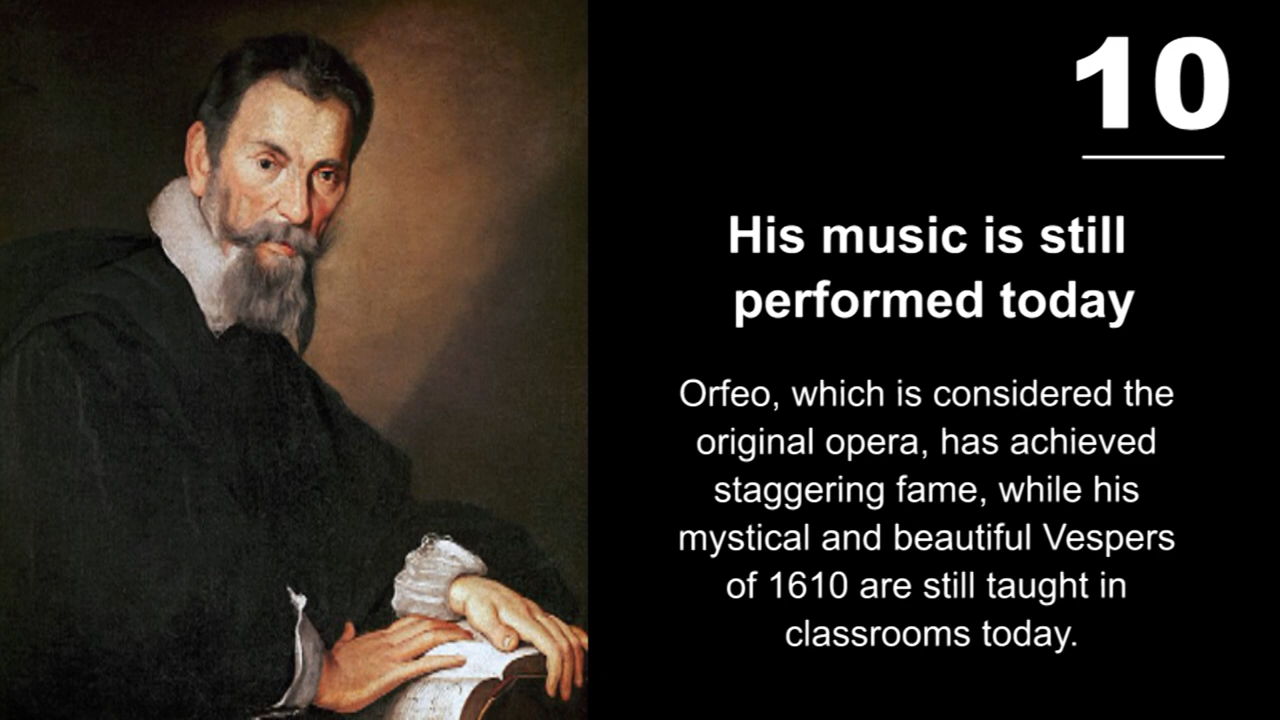 10
His music is still
performed today
Orfeo, which is considered the
original opera, has achieved
staggering fame, while his
mystical and beautiful Vespers
of 1610 are still taught in
classrooms today.